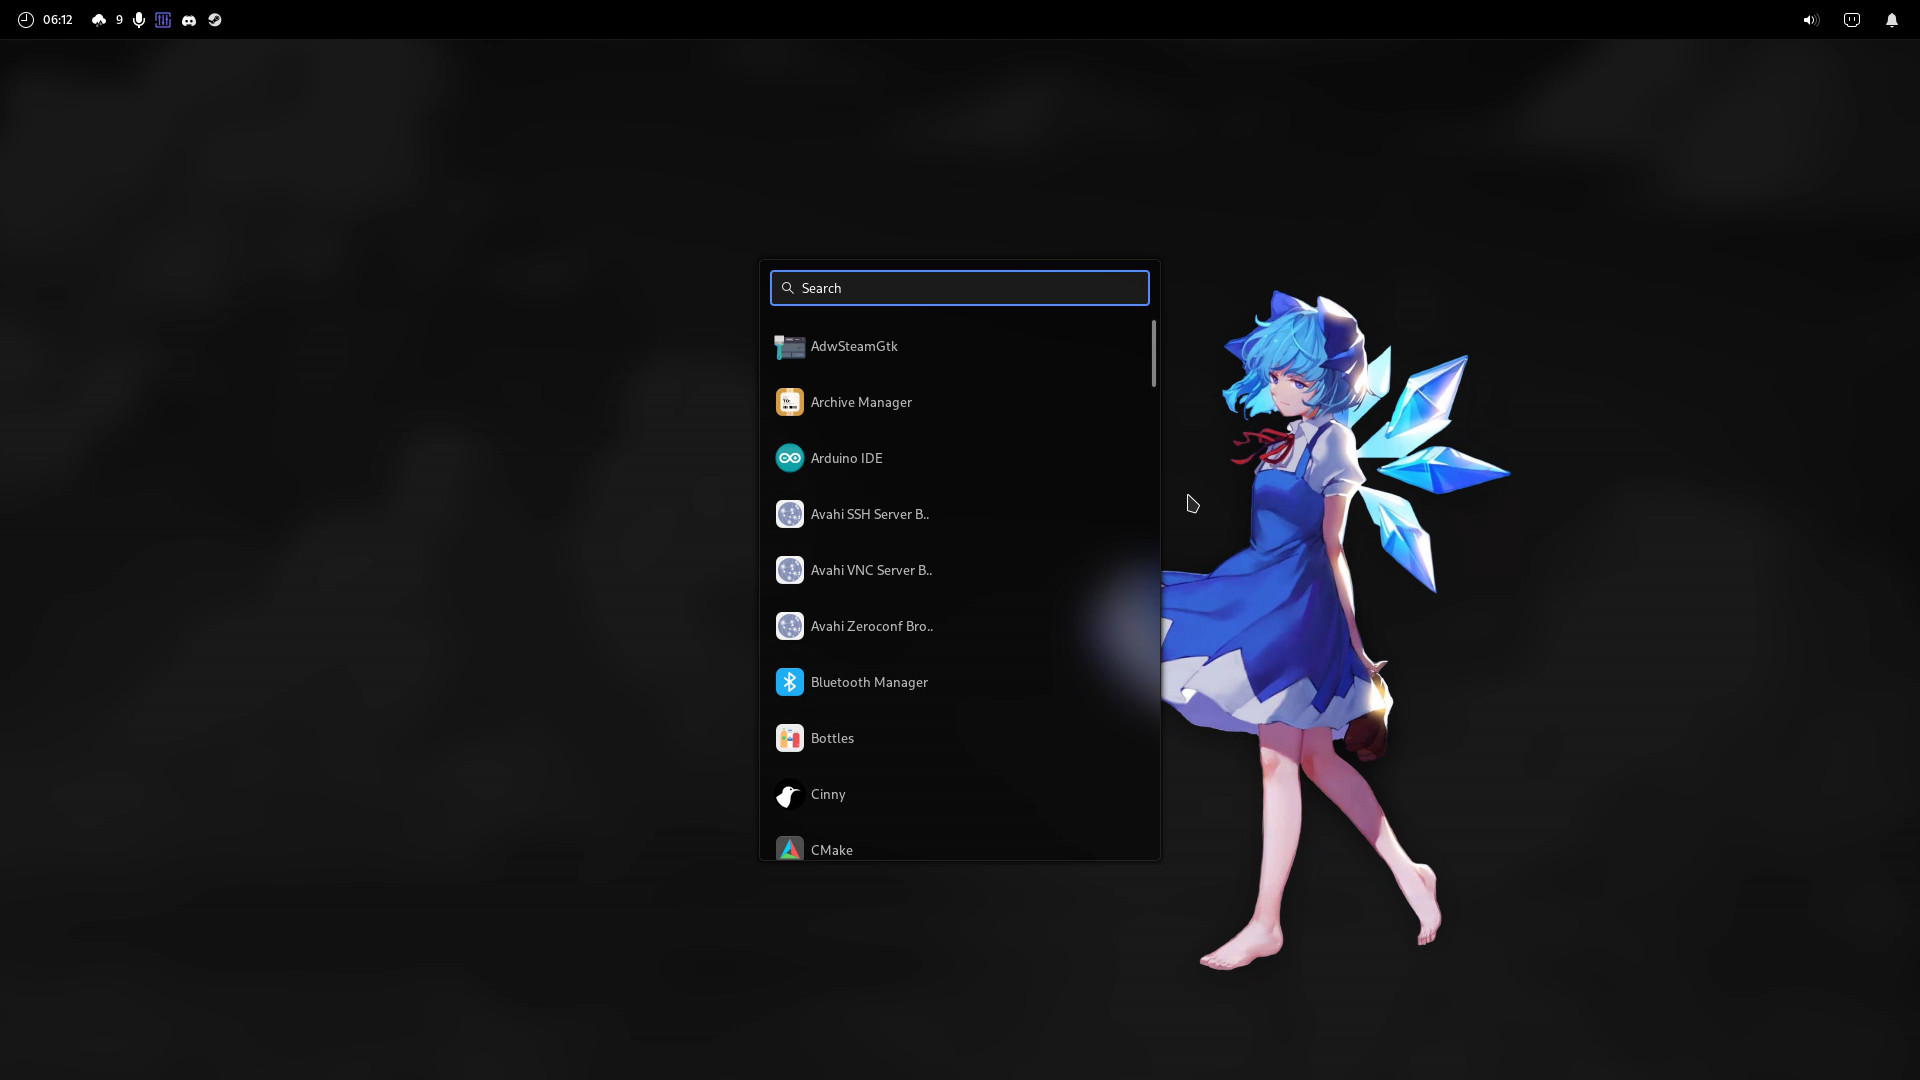 06:12 9
Search
AdwSteamGtk
Archive Manager
Arduino IDE
Avahi SSH Server B..
Avahi VNC Server B..
Avahi Zeroconf Bro..
Bluetooth Manager
Bottles
Cinny
CMake